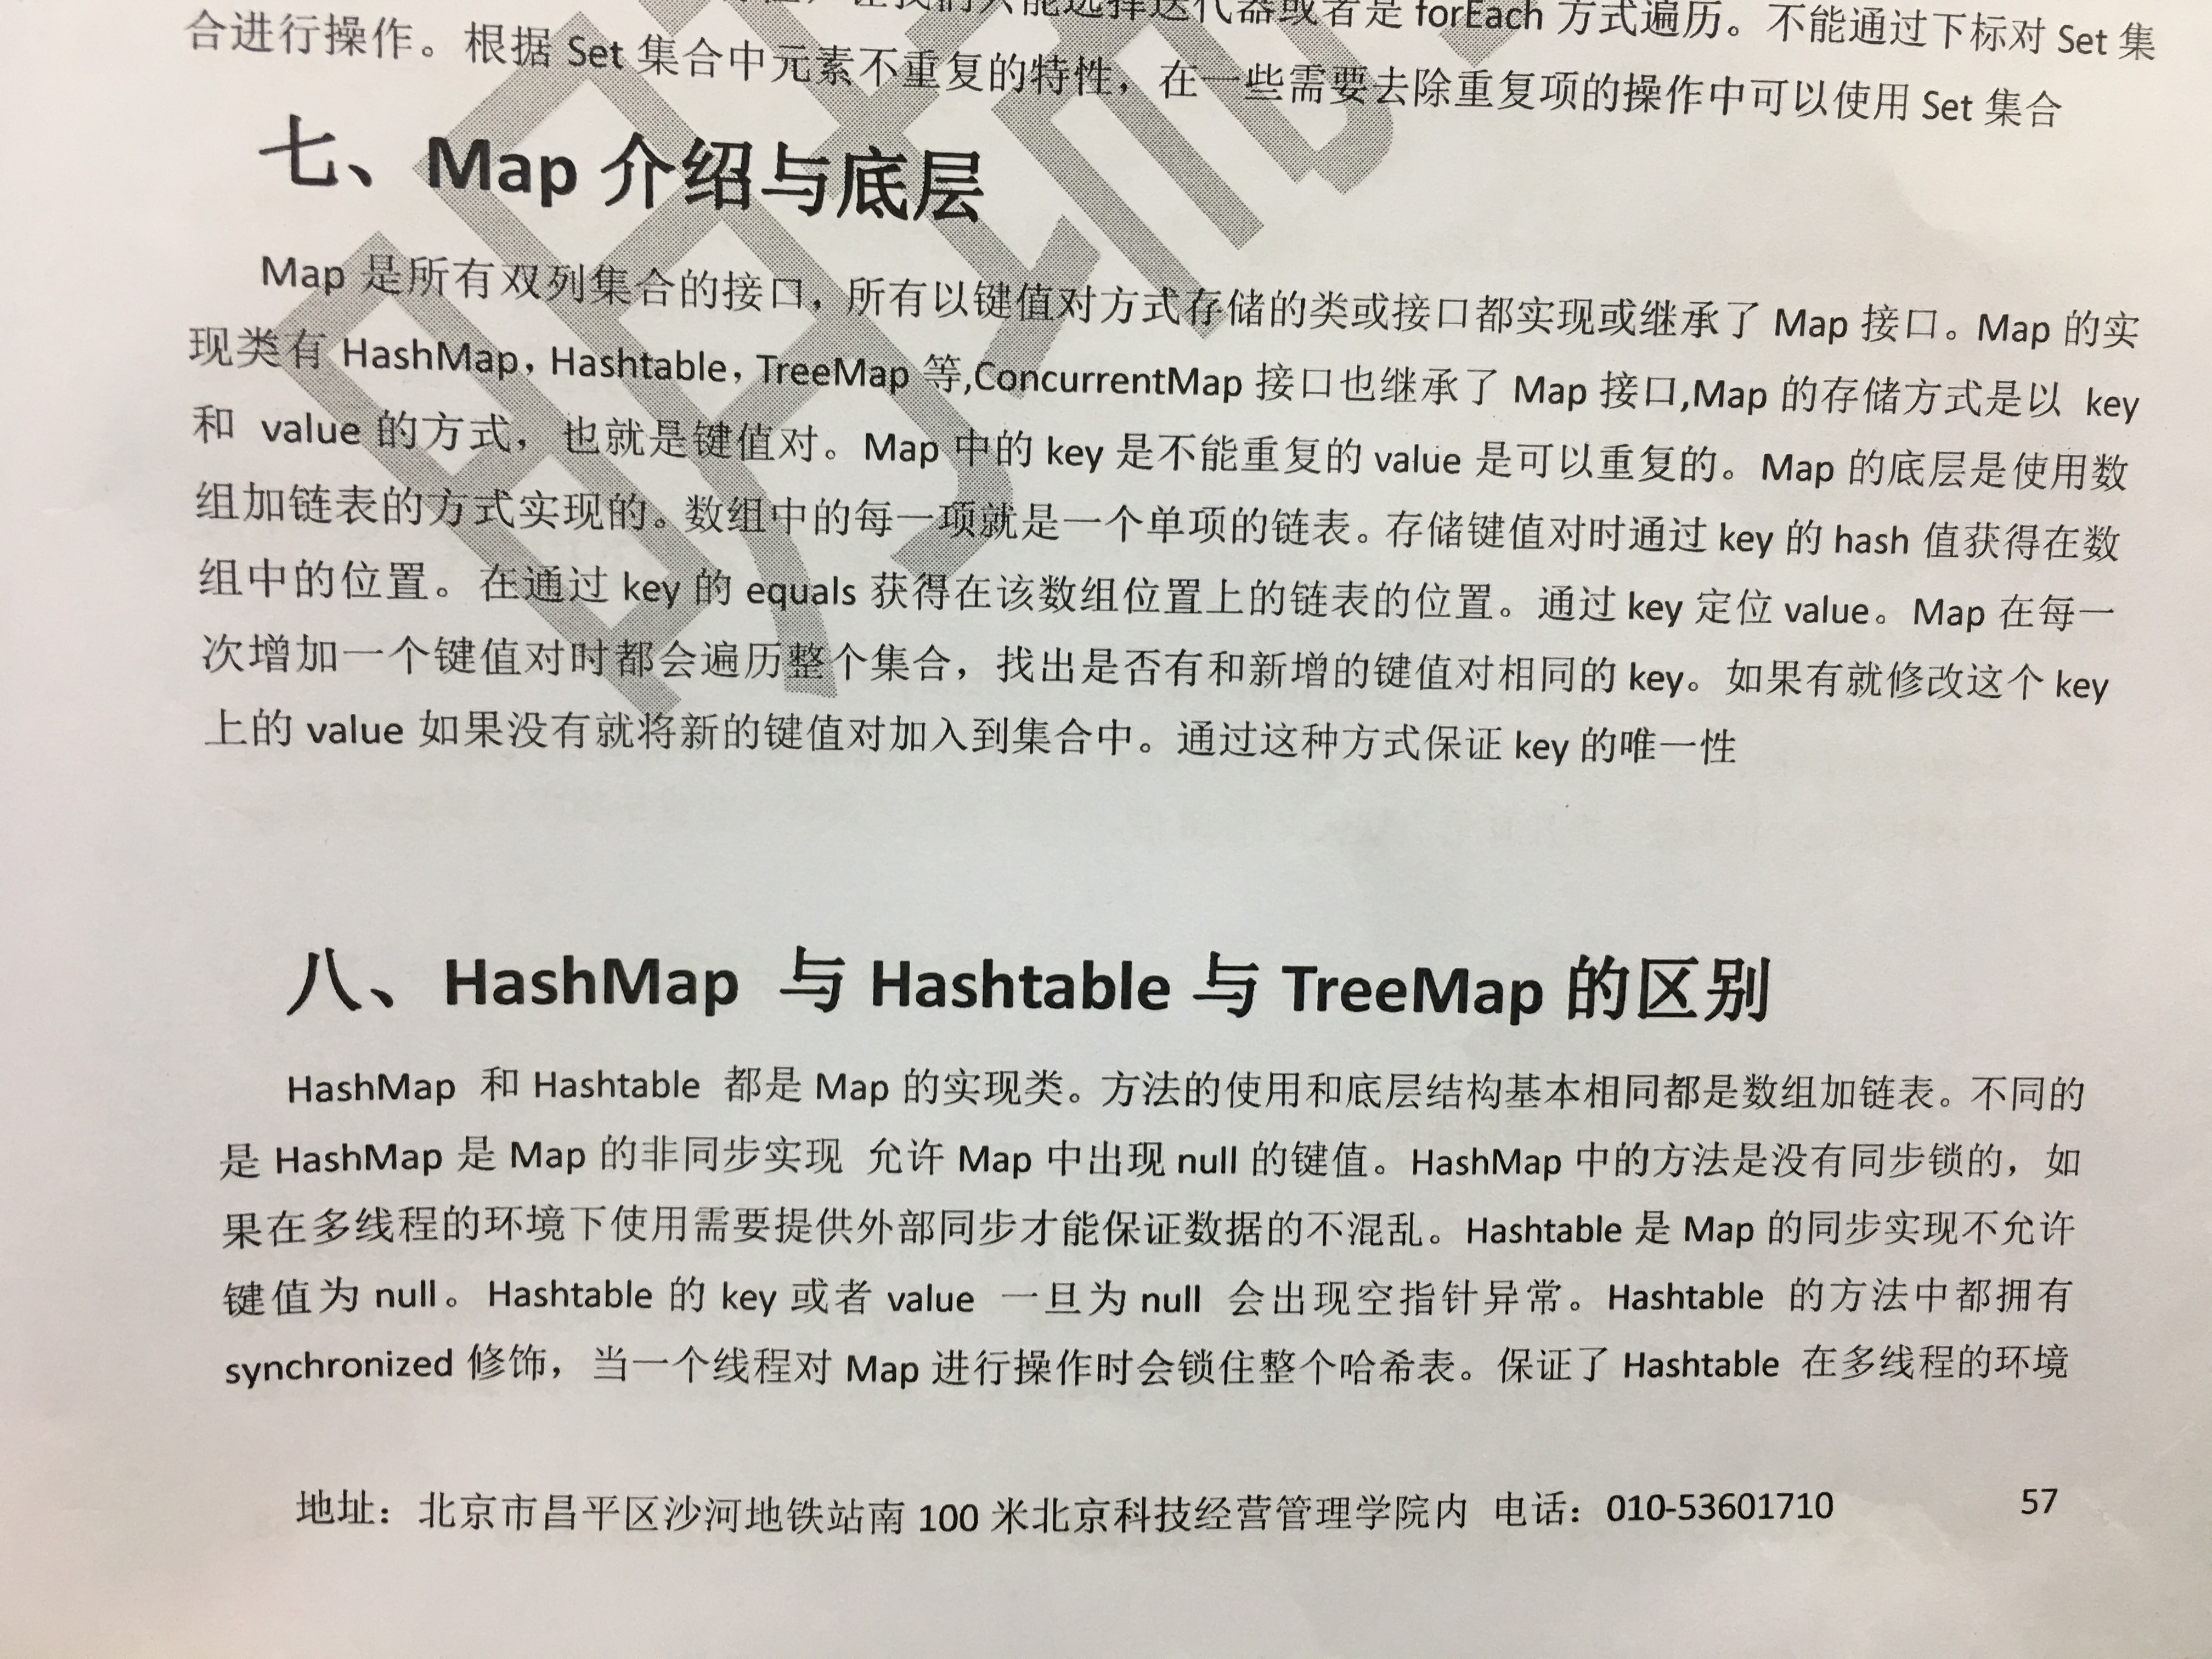 让我们只能选择迭代器或者是 forEach 方式遍历。不能通过下标对 Set 集
合进行操作。根据 Set 集合中元素不重复的特性，在一些需要去除重复项的操作中可以使用 Set 集合
七、Map 介绍与底层
Map 是所有双列集合的接口，所有以键值对方式存储的类或接口都实现或继承了 Map 接口。Map 的实
现类有 HashMap，Hashtable，TreeMap 等,ConcurrentMap 接口也继承了 Map 接口,Map 的存储方式是以 key
和 value 的方式，也就是键值对。Map 中的 key 是不能重复的 value 是可以重复的。Map 的底层是使用数
组加链表的方式实现的。数组中的每一项就是一个单项的链表。存储键值对时通过 key 的 hash 值获得在数
组中的位置。在通过 key 的 equals 获得在该数组位置上的链表的位置。通过 key 定位 value。Map 在每一
次增加一个键值对时都会遍历整个集合，找出是否有和新增的键值对相同的 key。如果有就修改这个 key
上的 value 如果没有就将新的键值对加入到集合中。通过这种方式保证 key 的唯一性
八、HashMap 与 Hashtable 与 TreeMap 的区别
HashMap 和 Hashtable 都是 Map 的实现类。方法的使用和底层结构基本相同都是数组加链表。不同的
是 HashMap 是 Map 的非同步实现 允许 Map 中出现 null 的键值。HashMap 中的方法是没有同步锁的，如
果在多线程的环境下使用需要提供外部同步才能保证数据的不混乱。Hashtable 是 Map 的同步实现不允许
键值为 null。Hashtable 的 key 或者 value 一旦为 null 会出现空指针异常。Hashtable 的方法中都拥有
synchronized 修饰，当一个线程对 Map 进行操作时会锁住整个哈希表。保证了 Hashtable 在多线程的环境
地址：北京市昌平区沙河地铁站南 100 米北京科技经营管理学院内 电话：010-53601710 57